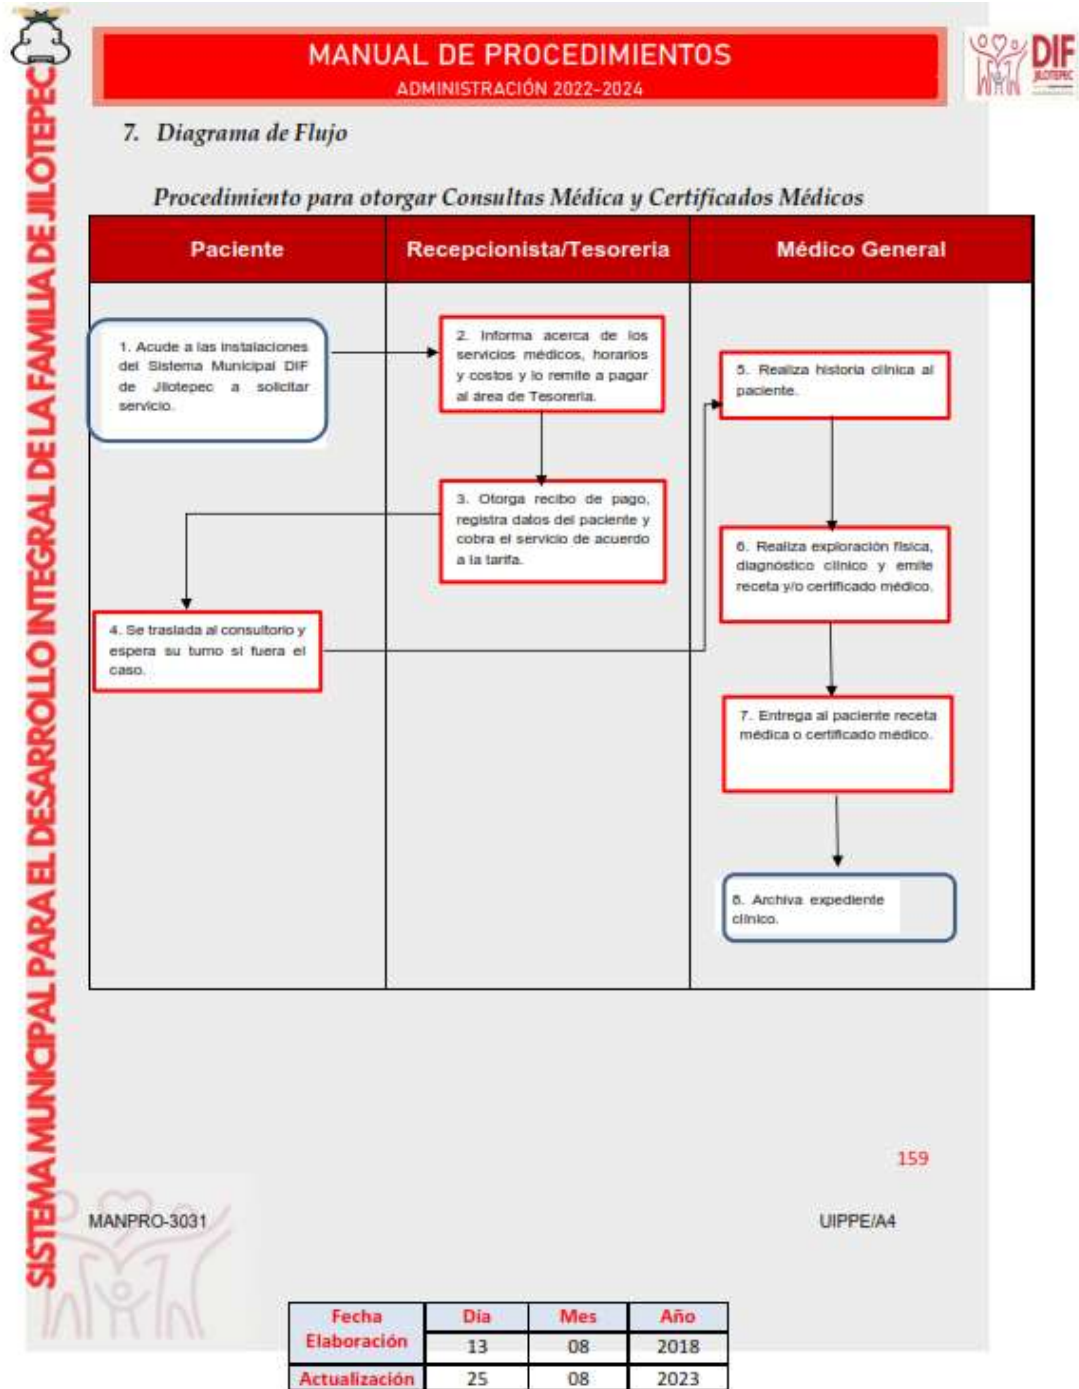 SISTEMA MUNICIPAL PARA EL DESARROLLO INTEGRAL DE LA FAMILIA DE JILOTEPEC
MANUAL DE PROCEDIMIENTOS
ADMINISTRACIÓN 2022-2024
DIF
JILOTEPEC
7. Diagrama de Flujo
Procedimiento para otorgar Consultas Médica y Certificados Médicos
Paciente
Recepcionista/Tesoreria
Médico General
1. Acude a las instalaciones
del Sistema Municipal DIF
de Jilotepec a solicitar
servicio.
2. Informa acerca de los
servicios médicos, horarios
y costos y lo remite a pagar
al área de Tesoreria.
3. Otorga recibo de pago,
registra datos del paciente y
cobra el servicio de acuerdo
a la tarifa.
4. Se traslada al consultorio y
espera su turno si fuera el
caso.
5. Realiza historia clínica al
paciente.
6. Realiza exploración física,
diagnóstico clínico y emite
receta y/o certificado médico.
7. Entrega al paciente receta
médica o certificado médico.
8. Archiva expediente
clínico.
159
MANPRO-3031
UIPPE/A4
Fecha
Elaboración
Día
Mes
Año
13
08
2018
Actualización
25
08
2023